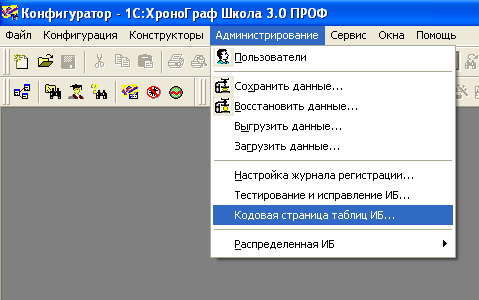 Конфигуратор - 1С:ХроноГраф Школа 3.0 ПРОФ
Файл Конфигурация Конструкторы Администрирование Сервис Окна Помощь
Пользователи
Сохранить данные...
Восстановить данные...
Выгрузить данные...
Загрузить данные...
Настройка журнала регистрации...
Тестирование и исправление ИБ...
Кодовая страница таблиц ИБ...
Распределенная ИБ